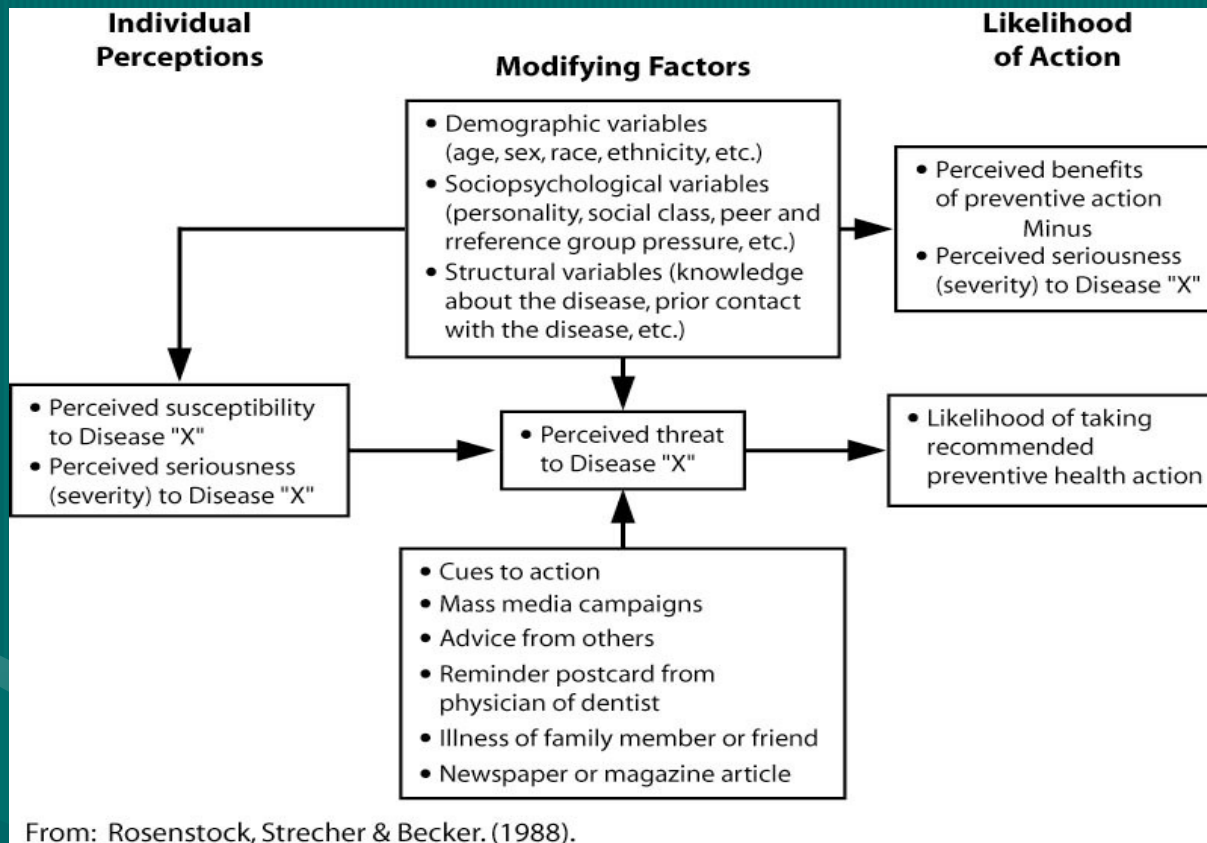 Individual
Perceptions
Modifying Factors
Likelihood
of Action
• Demographic variables
(age, sex, race, ethnicity, etc.)
• Sociopsychological variables
(personality, social class, peer and
rreference group pressure, etc.)
• Structural variables (knowledge
about the disease, prior contact
with the disease, etc.)
• Perceived benefits
of preventive action
Minus
• Perceived seriousness
(severity) to Disease "X"
• Perceived susceptibility
to Disease "X"
• Perceived seriousness
(severity) to Disease "X"
• Perceived threat
to Disease "X"
• Likelihood of taking
recommended
preventive health action
• Cues to action
• Mass media campaigns
• Advice from others
• Reminder postcard from
physician of dentist
• Illness of family member or friend
• Newspaper or magazine article
From: Rosenstock, Strecher & Becker. (1988).